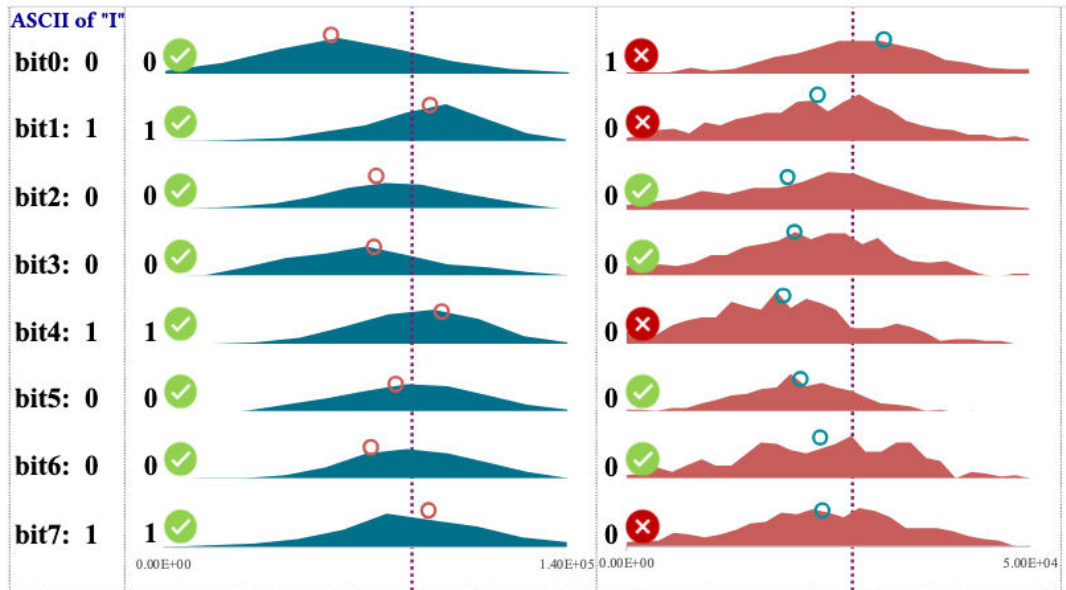 ASCII of "I"
bit0: 0 0 1
bit1: 1 1 0
bit2: 0 0 0
bit3: 0 0 0
bit4: 1 1 0
bit5: 0 0 0
bit6: 0 0 0
bit7: 1 1 0
0.00E+00 1.40E+05 0.00E+00 5.00E+04